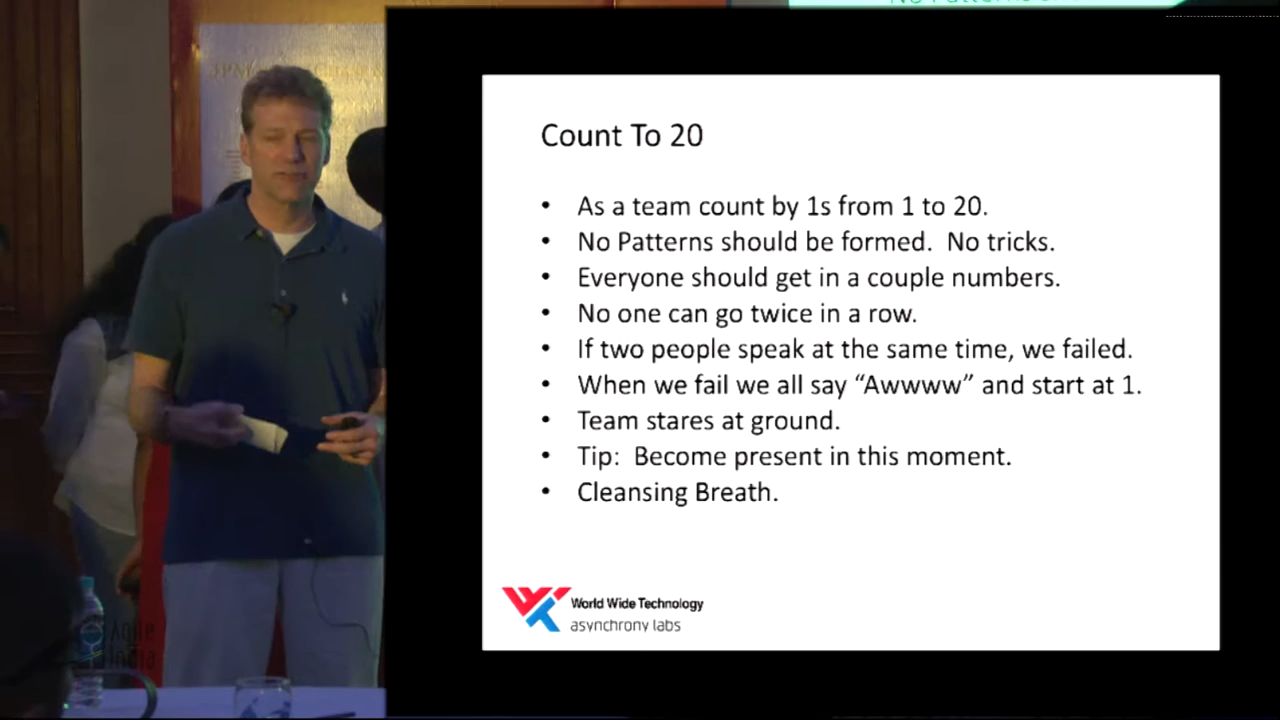 Count To 20
• As a team count by 1s from 1 to 20.
• No Patterns should be formed.  No tricks.
• Everyone should get in a couple numbers.
• No one can go twice in a row.
• If two people speak at the same time, we failed.
• When we fail we all say “Awwww” and start at 1.
• Team stares at ground.
• Tip:  Become present in this moment.
• Cleansing Breath.
World Wide Technology
asynchrony labs
Agile
India